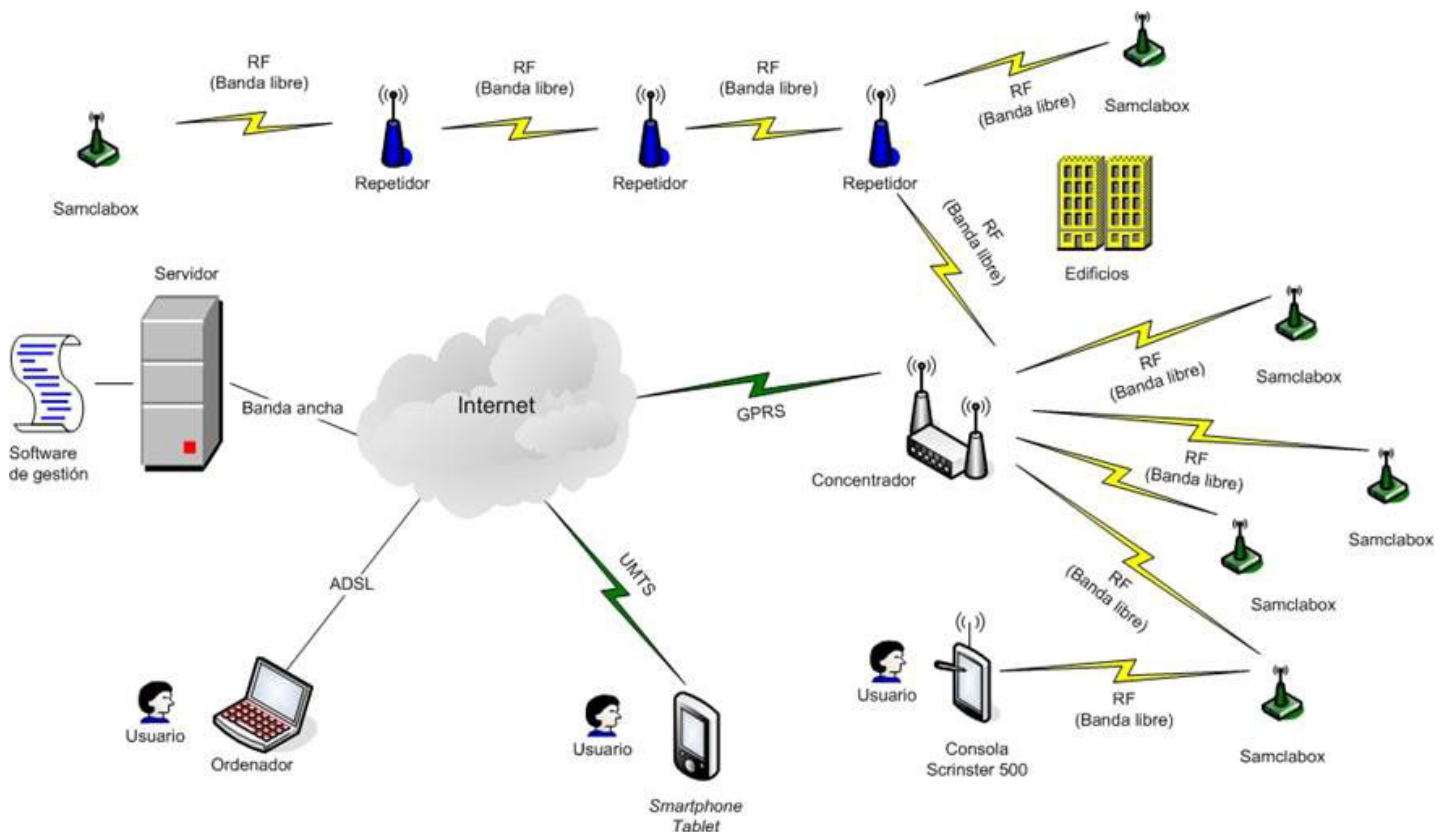 RF
(Banda libre)
RF
(Banda libre)
RF
(Banda libre)
RF
(Banda libre)
Samclabox
Samclabox
Repetidor
Repetidor
Repetidor
RF
(Banda libre)
Edificios
Servidor
Software
de gestión
Banda ancha
Internet
GPRS
Concentrador
RF
(Banda libre)
Samclabox
RF
(Banda libre)
Samclabox
Samclabox
RF
(Banda libre)
ADSL
UMTS
Usuario
Ordenador
Usuario
Smartphone
Tablet
Usuario
Consola
Scrinster 500
RF
(Banda libre)
Samclabox